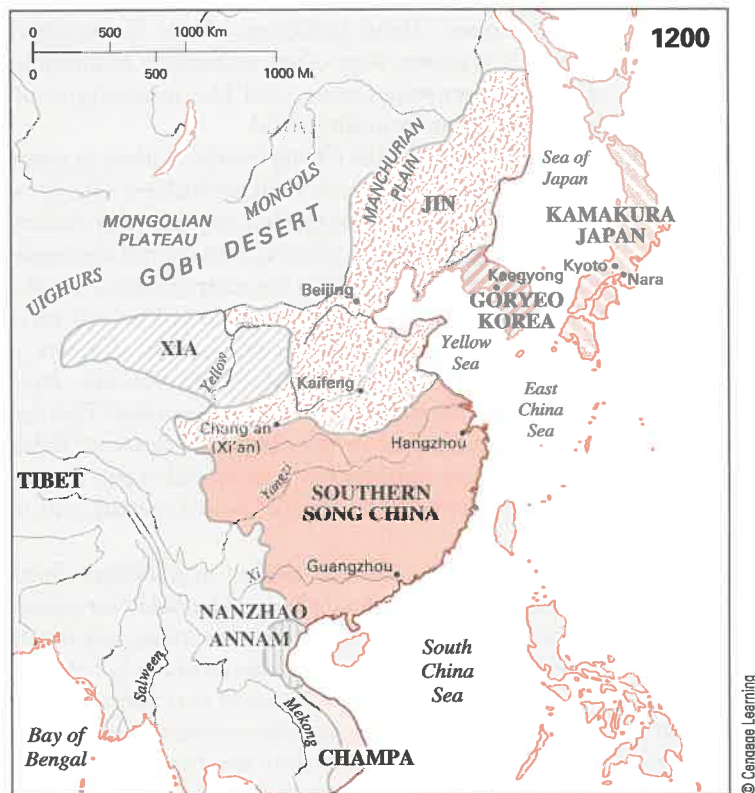 0 500 1000 Km
0 500 1000 Mi.
1200
Sea of
Japan
MANCHURIAN
PLAIN
MONGOLS
JIN
MONGOLIAN
PLATEAU
GOBI DESERT
UIGHURS
KAMAKURA
JAPAN
Kyoto
Nara
Kaegyong
GORYEO
KOREA
Beijing
XIA
Yellow
Yellow
Sea
Kaifeng
East
China
Sea
Chang'an
(Xi'an)
Hangzhou
TIBET
Yangzi
SOUTHERN
SONG CHINA
Guangzhou
Xi
NANZHAO
ANNAM
South
China
Sea
Salween
Mekong
Bay of
Bengal
CHAMPA
© Cengage Learning